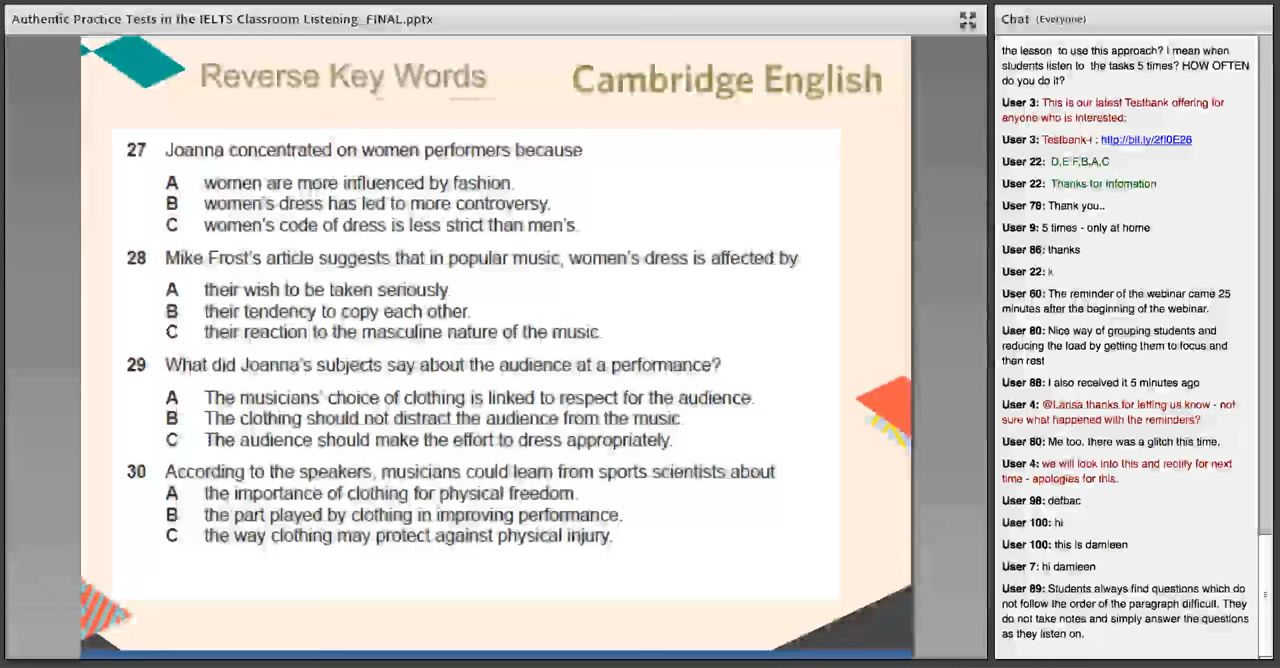 Authentic Practice Tests in the IELTS Classroom Listening_FINAL.pptx
Reverse Key Words
Cambridge English
27 Joanna concentrated on women performers because
A women are more influenced by fashion.
B women's dress has led to more controversy.
C women's code of dress is less strict than men's.
28 Mike Frost's article suggests that in popular music, women's dress is affected by
A their wish to be taken seriously.
B their tendency to copy each other.
C their reaction to the masculine nature of the music.
29 What did Joanna's subjects say about the audience at a performance?
A The musicians' choice of clothing is linked to respect for the audience.
B The clothing should not distract the audience from the music.
C The audience should make the effort to dress appropriately.
30 According to the speakers, musicians could learn from sports scientists about
A the importance of clothing for physical freedom.
B the part played by clothing in improving performance.
C the way clothing may protect against physical injury.
Chat (Everyone)
the lesson to use this approach? I mean when
students listen to the tasks 5 times? HOW OFTEN
do you do it?
User 3: This is our latest Testbank offering for
anyone who is interested:
User 3:
User 22: D,E,F,B,A,C
User 22: Thanks for infomation
User 78: Thank you..
User 9: 5 times - only at home
User 86: thanks
User 22: k
User 60: The reminder of the webinar came 25
minutes after the beginning of the webinar.
User 80: Nice way of grouping students and
reducing the load by getting them to focus and
then rest
User 88: I also received it 5 minutes ago
User 4: @Larisa thanks for letting us know - not
sure what happened with the reminders?
User 80: Me too. there was a glitch this time.
User 4: we will look into this and rectify for next
time - apologies for this.
User 98: defbac
User 100: hi
User 100: this is damieen
User 7: hi damieen
User 89: Students always find questions which do
not follow the order of the paragraph difficult. They
do not take notes and simply answer the questions
as they listen on.